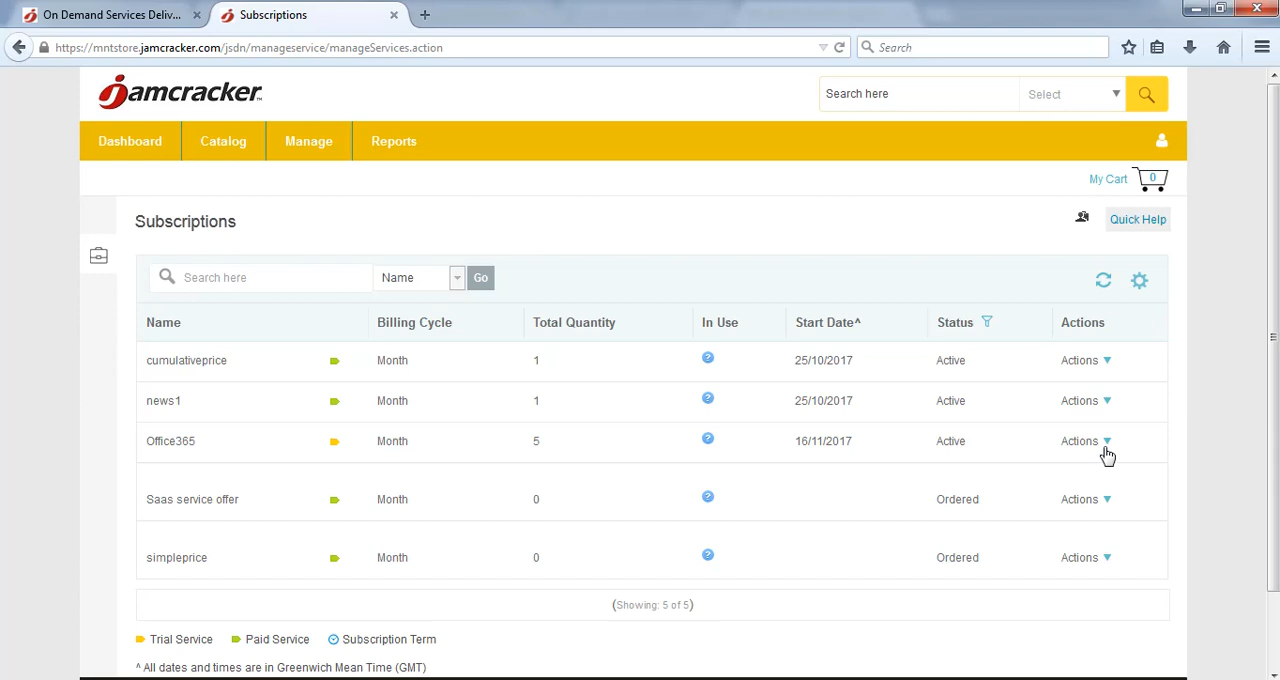 On Demand Services Deliv...
Subscriptions
https://mntstore.jamcracker.com/jsdn/manageservice/manageServices.action
Search
jamcracker
Search here
Select
Dashboard
Catalog
Manage
Reports
My Cart
0
Subscriptions
Quick Help
Search here
Name
Go
Name Billing Cycle Total Quantity In Use Start Date^ Status Actions
cumulativeprice Month 1 ? 25/10/2017 Active Actions
news1 Month 1 ? 25/10/2017 Active Actions
Office365 Month 5 ? 16/11/2017 Active Actions
Saas service offer Month 0 ? Ordered Actions
simpleprice Month 0 ? Ordered Actions
(Showing: 5 of 5)
Trial Service Paid Service Subscription Term
^ All dates and times are in Greenwich Mean Time (GMT)